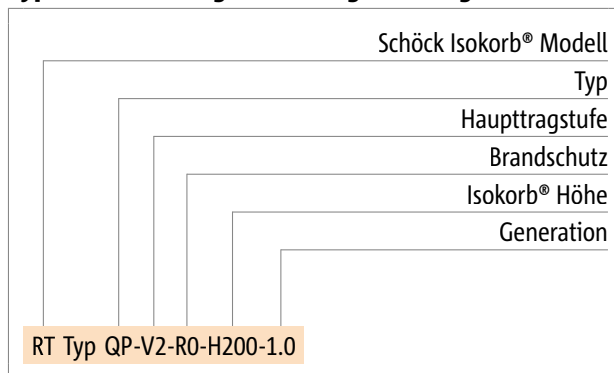 Schöck Isokorb® Modell
Typ
Haupttragstufe
Brandschutz
Isokorb® Höhe
Generation
RT Typ QP-V2-R0-H200-1.0